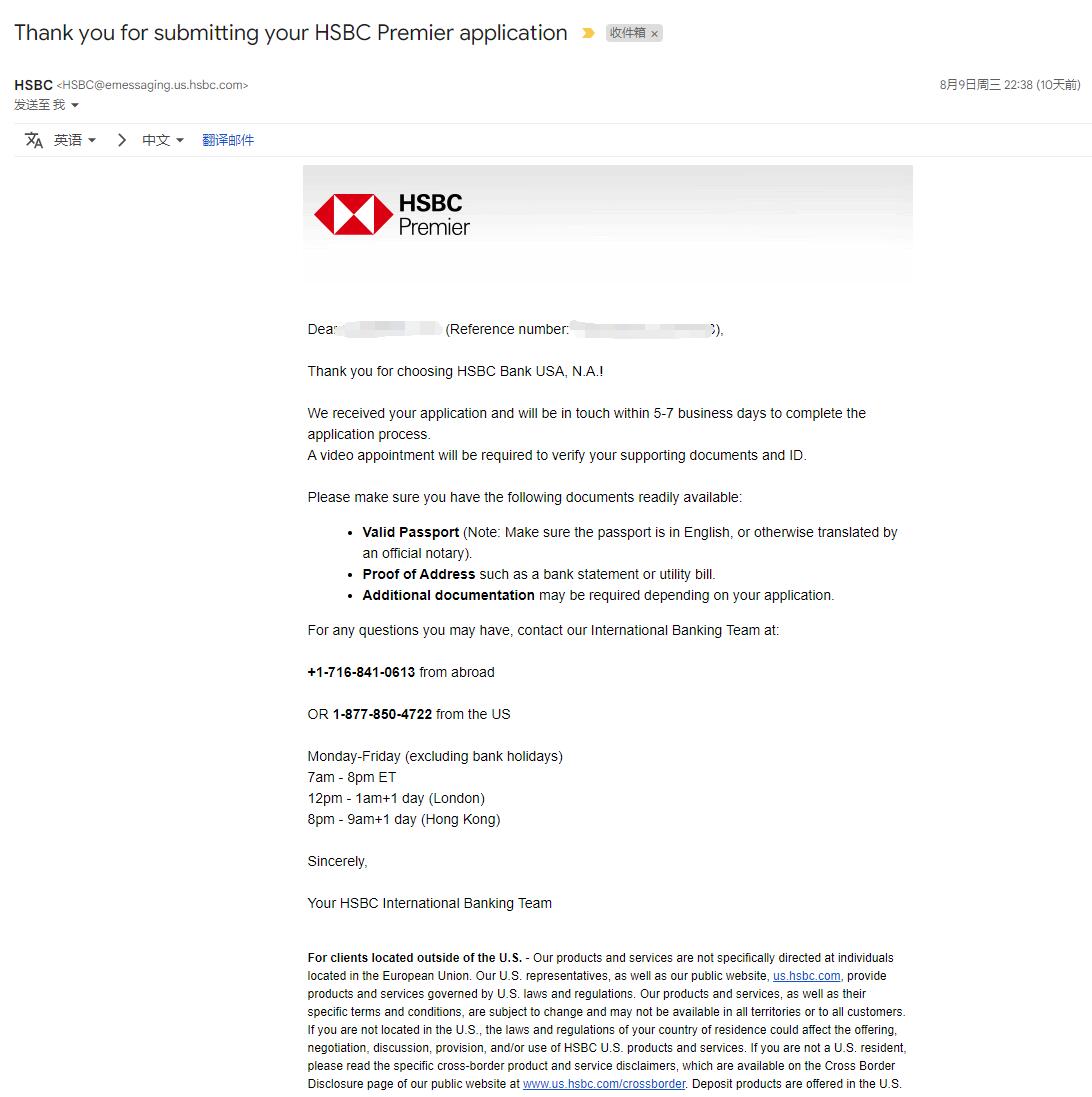 Thank you for submitting your HSBC Premier application 收件箱 ×
HSBC <HSBC@emessaging.us.hsbc.com> 8月9日周三 22:38 (10天前)
发送至 我
英语 中文 翻译邮件
HSBC
Premier
Dear (Reference number: ),
Thank you for choosing HSBC Bank USA, N.A.!
We received your application and will be in touch within 5-7 business days to complete the
application process.
A video appointment will be required to verify your supporting documents and ID.
Please make sure you have the following documents readily available:
• Valid Passport (Note: Make sure the passport is in English, or otherwise translated by
an official notary).
• Proof of Address such as a bank statement or utility bill.
• Additional documentation may be required depending on your application.
For any questions you may have, contact our International Banking Team at:
+1-716-841-0613 from abroad
OR 1-877-850-4722 from the US
Monday-Friday (excluding bank holidays)
7am - 8pm ET
12pm - 1am+1 day (London)
8pm - 9am+1 day (Hong Kong)
Sincerely,
Your HSBC International Banking Team
For clients located outside of the U.S. - Our products and services are not specifically directed at individuals
located in the European Union. Our U.S. representatives, as well as our public website, us.hsbc.com, provide
products and services governed by U.S. laws and regulations. Our products and services, as well as their
specific terms and conditions, are subject to change and may not be available in all territories or to all customers.
If you are not located in the U.S., the laws and regulations of your country of residence could affect the offering,
negotiation, discussion, provision, and/or use of HSBC U.S. products and services. If you are not a U.S. resident,
please read the specific cross-border product and service disclaimers, which are available on the Cross Border
Disclosure page of our public website at www.us.hsbc.com/crossborder. Deposit products are offered in the U.S.